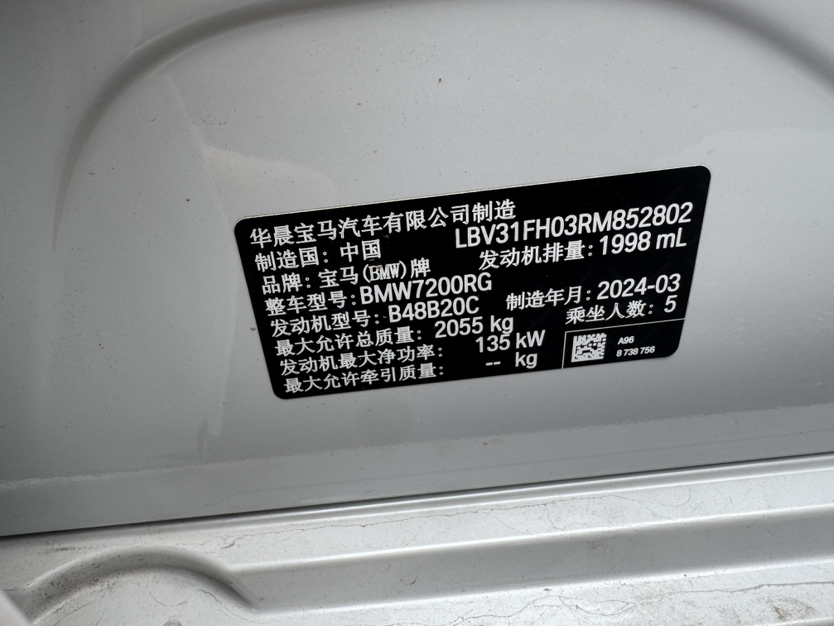 华晨宝马汽车有限公司制造
制造国：中国 LBV31FH03RM852802
品牌：宝马(BMW)牌 发动机排量：1998 mL
整车型号：BMW7200RG
发动机型号：B48B20C 制造年月：2024-03
最大允许总质量：2055 kg 乘坐人数：5
发动机最大净功率：135 kW
最大允许牵引质量：-- kg
A96
8 738 756